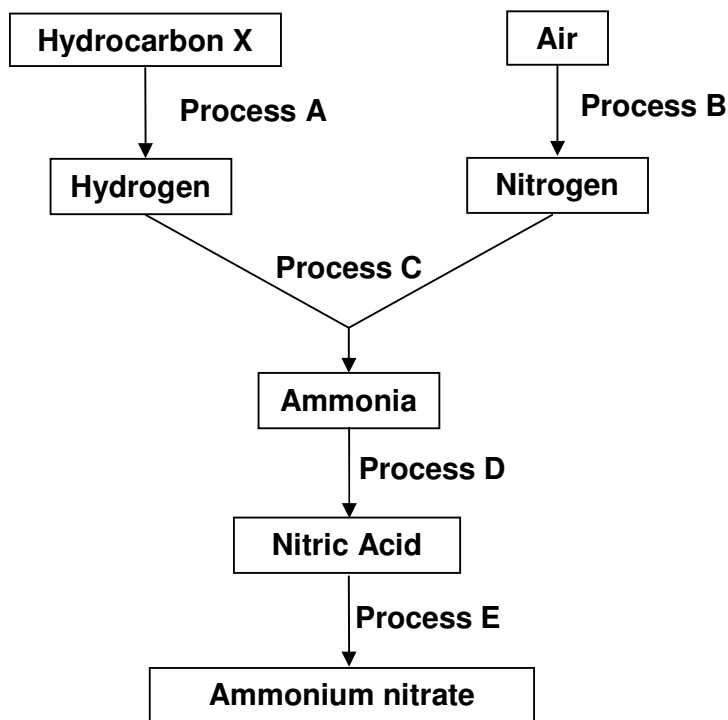 Hydrocarbon X
Air
Process A
Process B
Hydrogen
Nitrogen
Process C
Ammonia
Process D
Nitric Acid
Process E
Ammonium nitrate